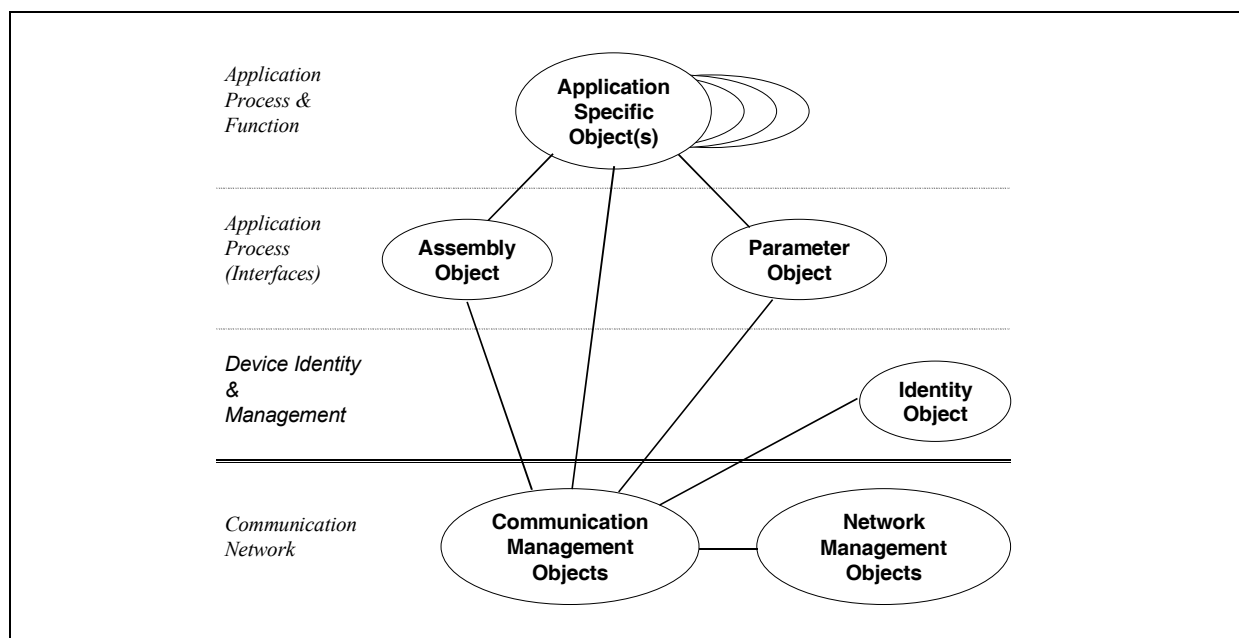 Application
Process &
Function
Application
Specific
Object(s)
Application
Process
(Interfaces)
Assembly
Object
Parameter
Object
Device Identity
&
Management
Identity
Object
Communication
Network
Communication
Management
Objects
Network
Management
Objects